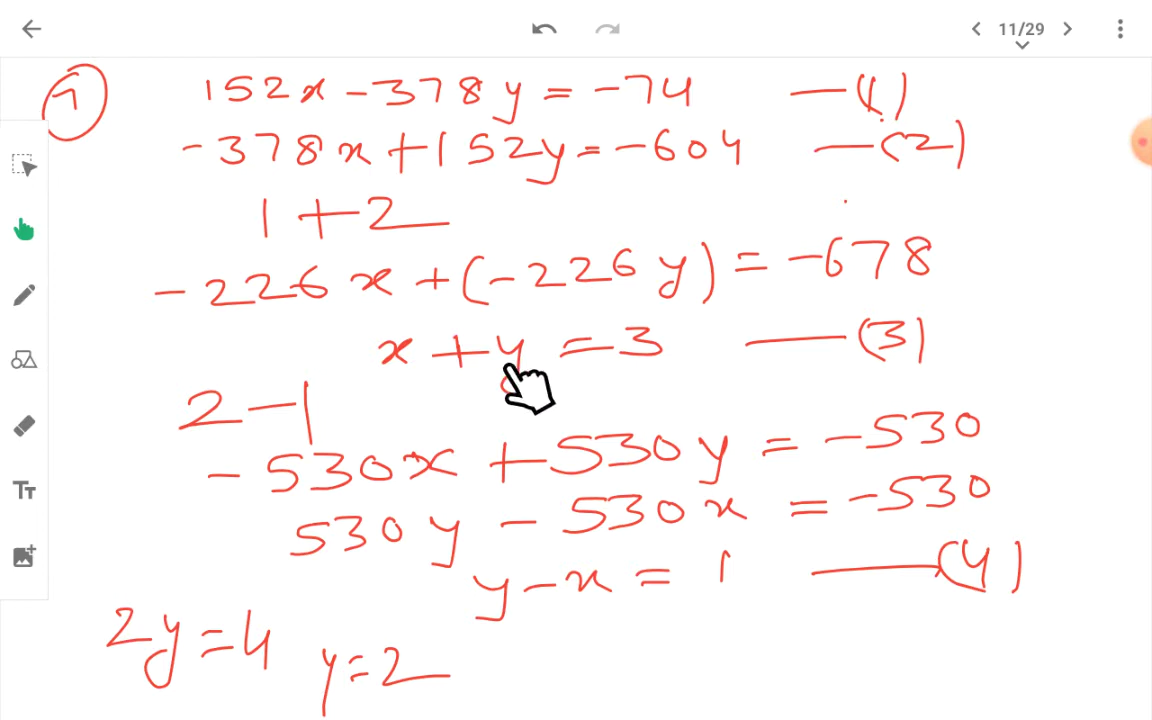 11/29
7
152x - 378y = -74 —(1)
-378x + 152y = -604 —(2)
1 + 2
-226x + (-226y) = -678
x + y = 3 —(3)
2 - 1
-530x + 530y = -530
530y - 530x = -530
y - x = 1 —(4)
2y = 4 y = 2
Tт